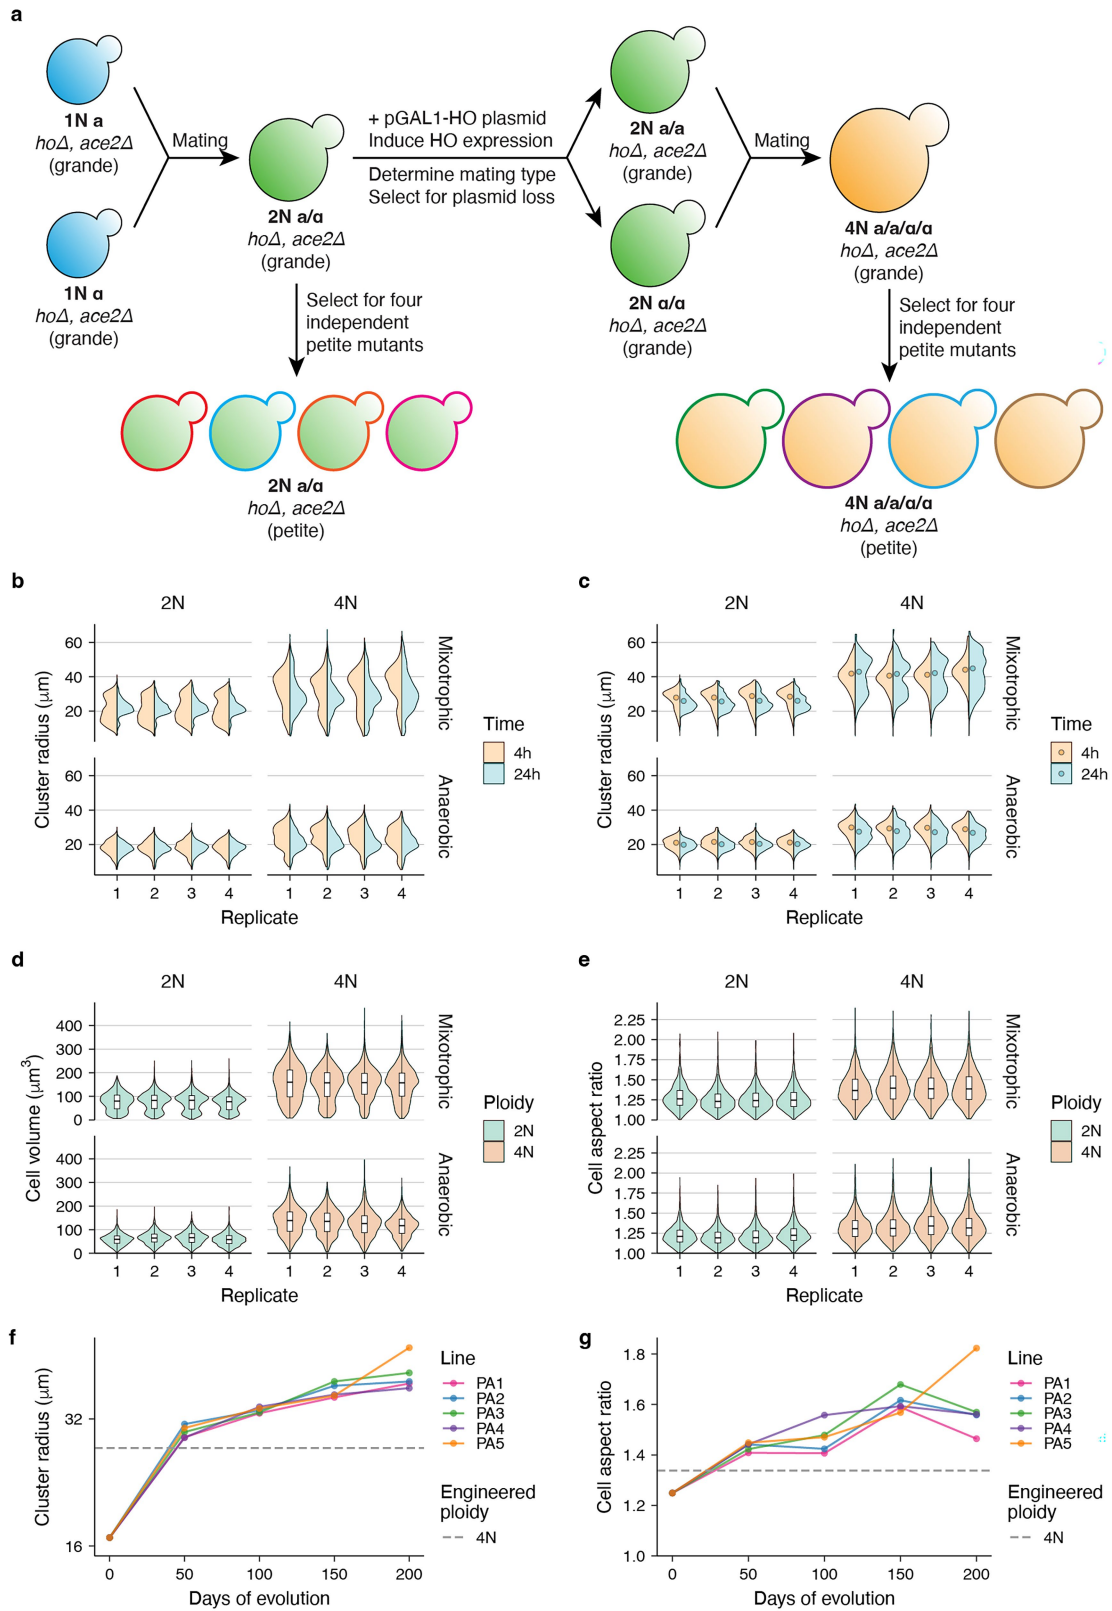 a
1N a
hoΔ, ace2Δ
(grande)
1N ɑ
hoΔ, ace2Δ
(grande)
Mating
2N a/ɑ
hoΔ, ace2Δ
(grande)
+ pGAL1-HO plasmid
Induce HO expression
Determine mating type
Select for plasmid loss
2N a/a
hoΔ, ace2Δ
(grande)
2N ɑ/ɑ
hoΔ, ace2Δ
(grande)
Mating
4N a/a/ɑ/ɑ
hoΔ, ace2Δ
(grande)
Select for four
independent
petite mutants
2N a/ɑ
hoΔ, ace2Δ
(petite)
Select for four
independent
petite mutants
4N a/a/ɑ/ɑ
hoΔ, ace2Δ
(petite)
b
2N 4N
Cluster radius (μm)
60
40
20
Mixotrophic
60
40
20
Anaerobic
1 2 3 4 1 2 3 4
Replicate
Time
4h
24h
c
2N 4N
Cluster radius (μm)
60
40
20
Mixotrophic
60
40
20
Anaerobic
1 2 3 4 1 2 3 4
Replicate
Time
4h
24h
d
2N 4N
Cell volume (μm³)
400
300
200
100
0
Mixotrophic
400
300
200
100
0
Anaerobic
1 2 3 4 1 2 3 4
Replicate
Ploidy
2N
4N
e
2N 4N
Cell aspect ratio
2.25
2.00
1.75
1.50
1.25
1.00
Mixotrophic
2.25
2.00
1.75
1.50
1.25
1.00
Anaerobic
1 2 3 4 1 2 3 4
Replicate
Ploidy
2N
4N
f
Cluster radius (μm)
32
16
0 50 100 150 200
Days of evolution
Line
PA1
PA2
PA3
PA4
PA5
Engineered
ploidy
4N
g
Cell aspect ratio
1.8
1.6
1.4
1.2
1.0
0 50 100 150 200
Days of evolution
Line
PA1
PA2
PA3
PA4
PA5
Engineered
ploidy
4N